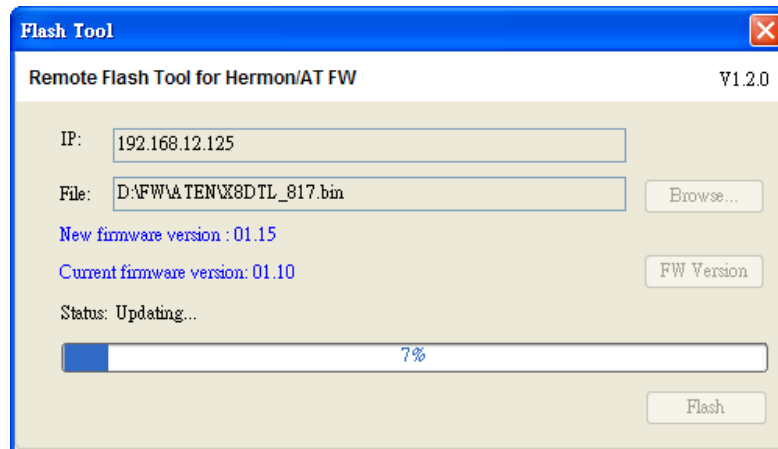 Flash Tool
Remote Flash Tool for Hermon/AT FW V1.2.0
IP: 192.168.12.125
File: D:\FW\ATEN\X8DTL_817.bin Browse...
New firmware version : 01.15
Current firmware version: 01.10 FW Version
Status: Updating...
7%
Flash